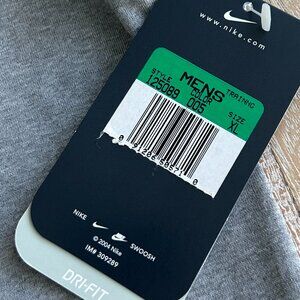 www.nike.com
MENS TRAINING
STYLE COLOR SIZE
125089 005 XL
NIKE SWOOSH
© 2004 Nike
IM# 309289
DRI-FIT